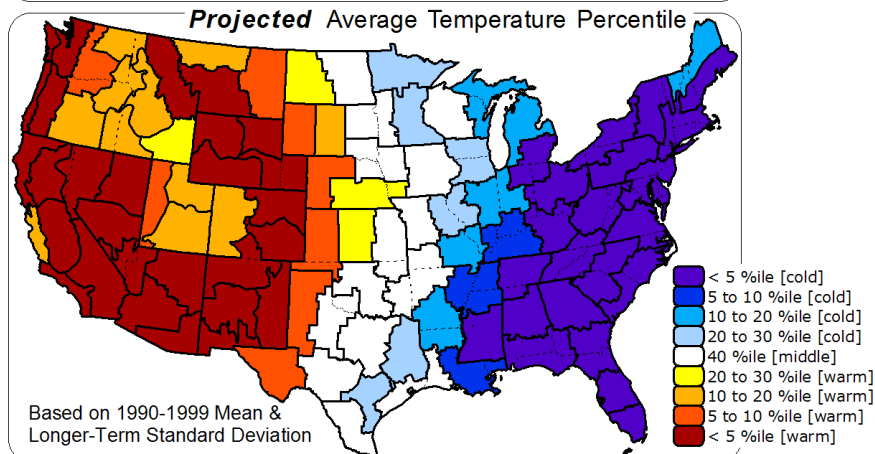 Projected Average Temperature Percentile
< 5 %ile [cold]
5 to 10 %ile [cold]
10 to 20 %ile [cold]
20 to 30 %ile [cold]
40 %ile [middle]
20 to 30 %ile [warm]
10 to 20 %ile [warm]
5 to 10 %ile [warm]
< 5 %ile [warm]
Based on 1990-1999 Mean &
Longer-Term Standard Deviation